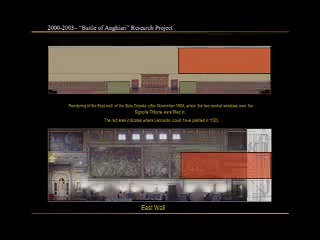 2000-2003- "Battle of Anghiari" Research Project
Rendering of the East wall of the Sala Grande after November 1503, when the two central windows over the
Signoria Tribune were filled in.
The red area indicates where Leonardo could have painted in 1505
East Wall